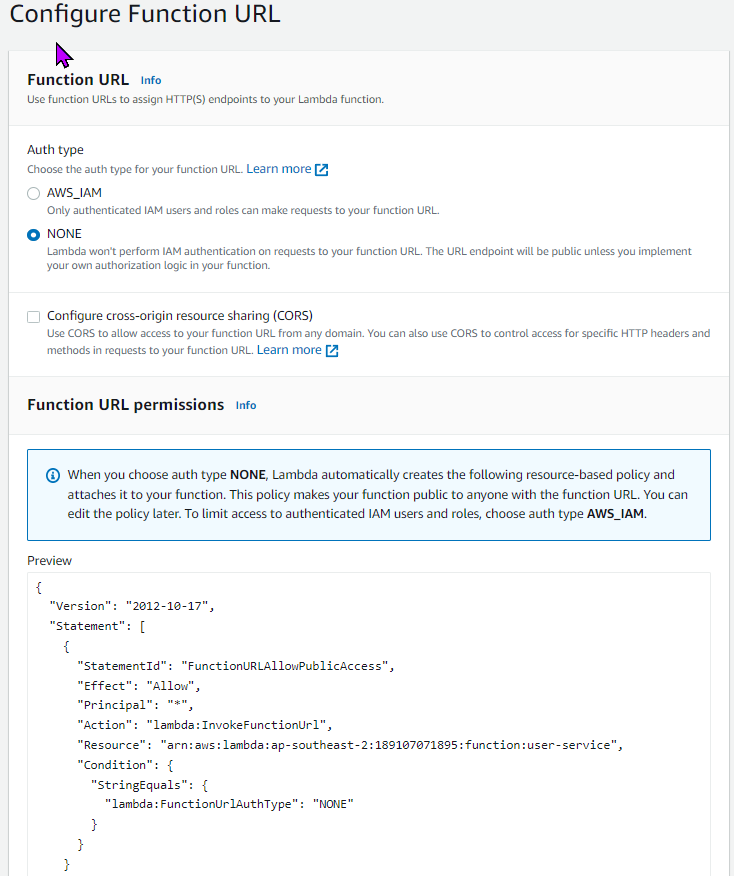 Configure Function URL
Function URL Info
Use function URLs to assign HTTP(S) endpoints to your Lambda function.
Auth type
Choose the auth type for your function URL. Learn more
AWS_IAM
Only authenticated IAM users and roles can make requests to your function URL.
NONE
Lambda won't perform IAM authentication on requests to your function URL. The URL endpoint will be public unless you implement
your own authorization logic in your function.
Configure cross-origin resource sharing (CORS)
Use CORS to allow access to your function URL from any domain. You can also use CORS to control access for specific HTTP headers and
methods in requests to your function URL. Learn more
Function URL permissions Info
When you choose auth type NONE, Lambda automatically creates the following resource-based policy and
attaches it to your function. This policy makes your function public to anyone with the function URL. You can
edit the policy later. To limit access to authenticated IAM users and roles, choose auth type AWS_IAM.
Preview
{
  "Version": "2012-10-17",
  "Statement": [
    {
      "StatementId": "FunctionURLAllowPublicAccess",
      "Effect": "Allow",
      "Principal": "*",
      "Action": "lambda:InvokeFunctionUrl",
      "Resource": "arn:aws:lambda:ap-southeast-2:189107071895:function:user-service",
      "Condition": {
        "StringEquals": {
          "lambda:FunctionUrlAuthType": "NONE"
        }
      }
    }